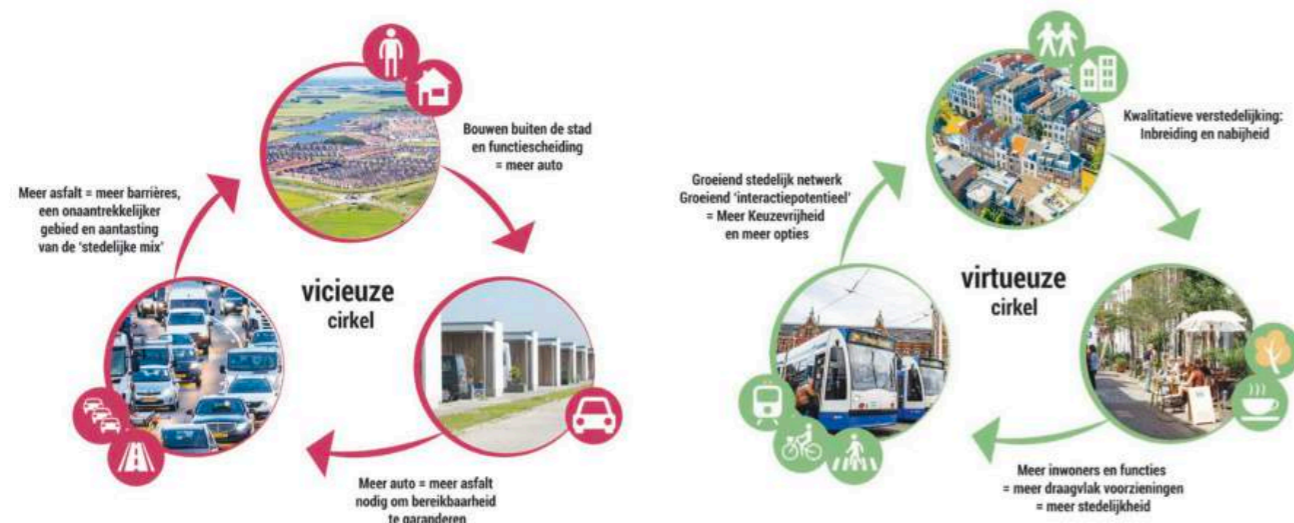 Bouwen buiten de stad
en functiescheiding
= meer auto
Meer asfalt = meer barrières,
een onaantrekkelijker
gebied en aantasting
van de ‘stedelijke mix’
vicieuze
cirkel
Meer auto = meer asfalt
nodig om bereikbaarheid
te garanderen
Kwalitatieve verstedelijking:
Inbreiding en nabijheid
Groeiend stedelijk netwerk
Groeiend ‘interactiepotentieel’
= Meer Keuzevrijheid
en meer opties
virtueuze
cirkel
Meer inwoners en functies
= meer draagvlak voorzieningen
= meer stedelijkheid